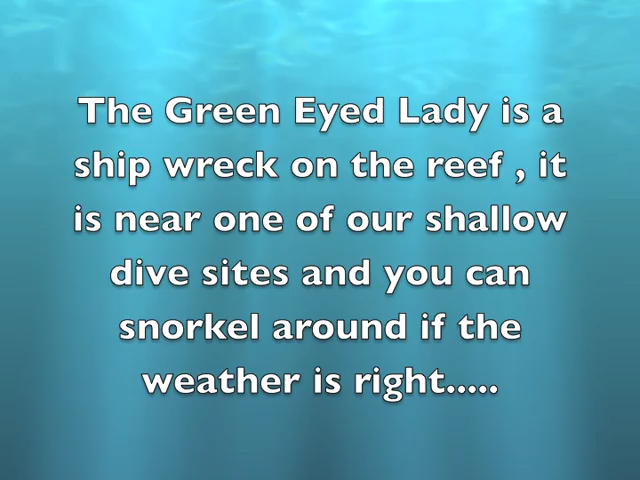 The Green Eyed Lady is a
ship wreck on the reef , it
is near one of our shallow
dive sites and you can
snorkel around if the
weather is right.....